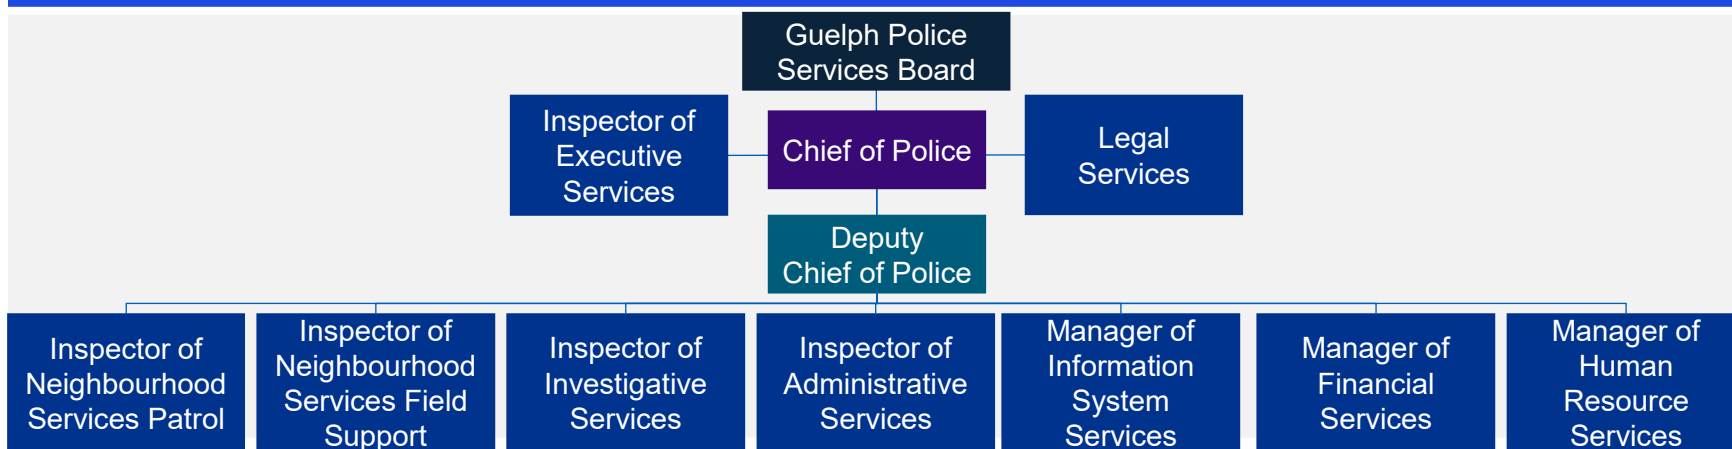 Guelph Police
Services Board
Inspector of
Executive
Services
Chief of Police
Legal
Services
Deputy
Chief of Police
Inspector of
Neighbourhood
Services Patrol
Inspector of
Neighbourhood
Services Field
Support
Inspector of
Investigative
Services
Inspector of
Administrative
Services
Manager of
Information
System
Services
Manager of
Financial
Services
Manager of
Human
Resource
Services